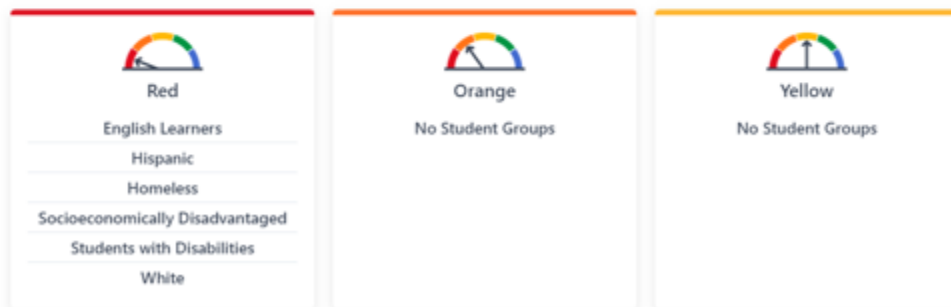 Red
English Learners
Hispanic
Homeless
Socioeconomically Disadvantaged
Students with Disabilities
White
Orange
No Student Groups
Yellow
No Student Groups